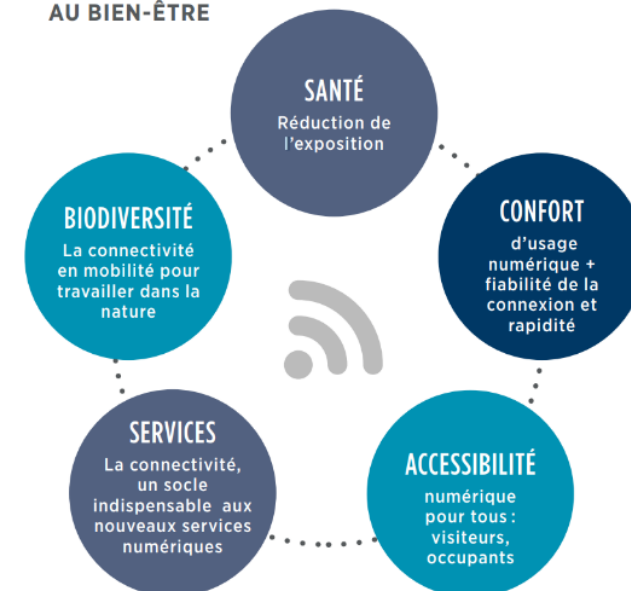 AU BIEN-ÊTRE
SANTÉ
Réduction de
l'exposition
CONFORT
d'usage
numérique +
fiabilité de la
connexion et
rapidité
ACCESSIBILITÉ
numérique
pour tous :
visiteurs,
occupants
SERVICES
La connectivité,
un socle
indispensable aux
nouveaux services
numériques
BIODIVERSITÉ
La connectivité
en mobilité pour
travailler dans la
nature